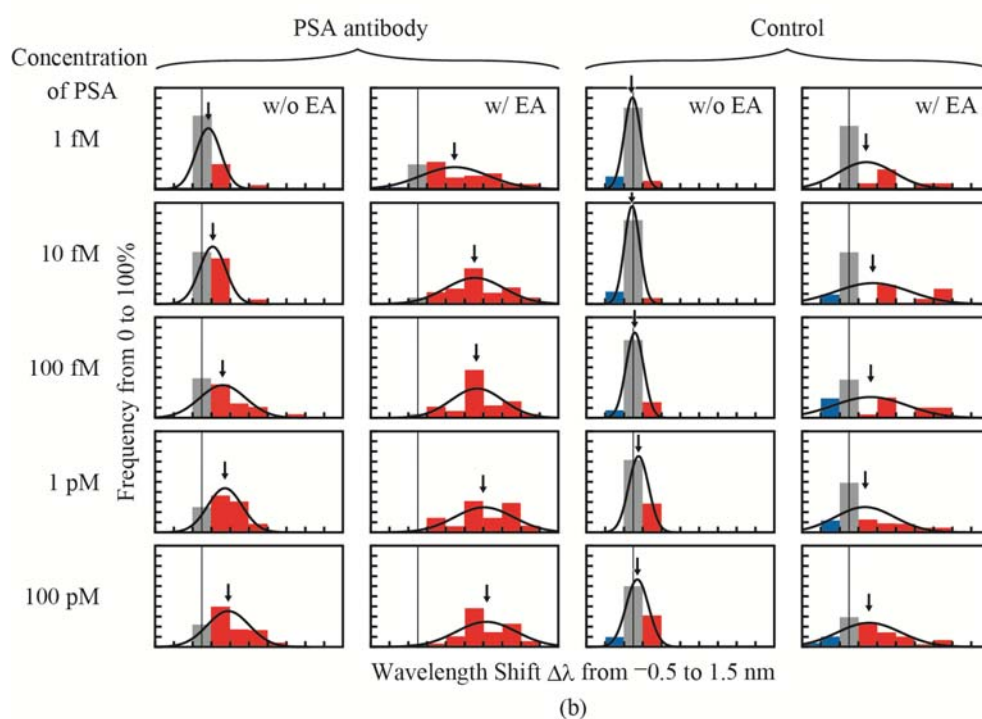 PSA antibody
Control
Concentration
of PSA
w/o EA
w/ EA
w/o EA
w/ EA
1 fM
10 fM
100 fM
1 pM
100 pM
Frequency from 0 to 100%
Wavelength Shift Δλ from −0.5 to 1.5 nm
(b)